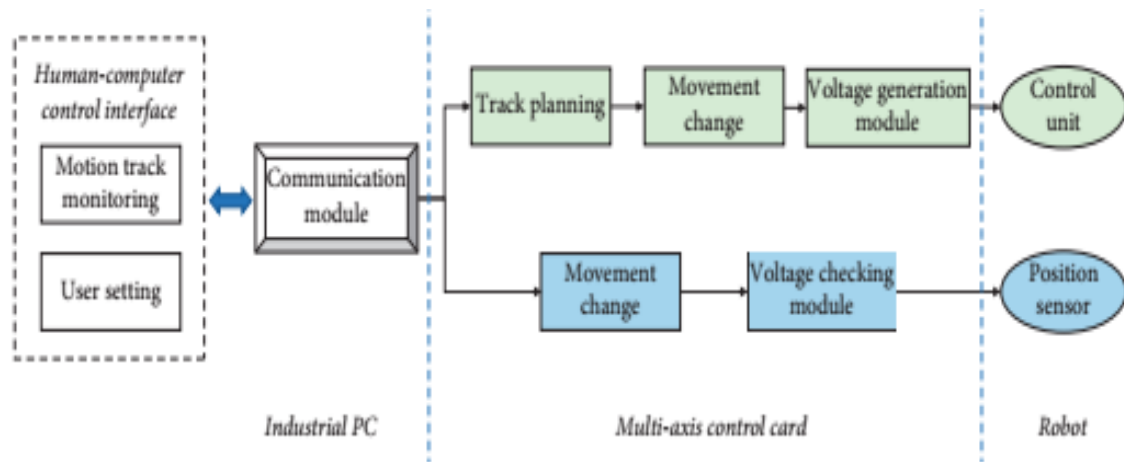 Human-computer
control interface
Motion track
monitoring
User setting
Communication
module
Track planning
Movement
change
Voltage generation
module
Control
unit
Movement
change
Voltage checking
module
Position
sensor
Industrial PC
Multi-axis control card
Robot